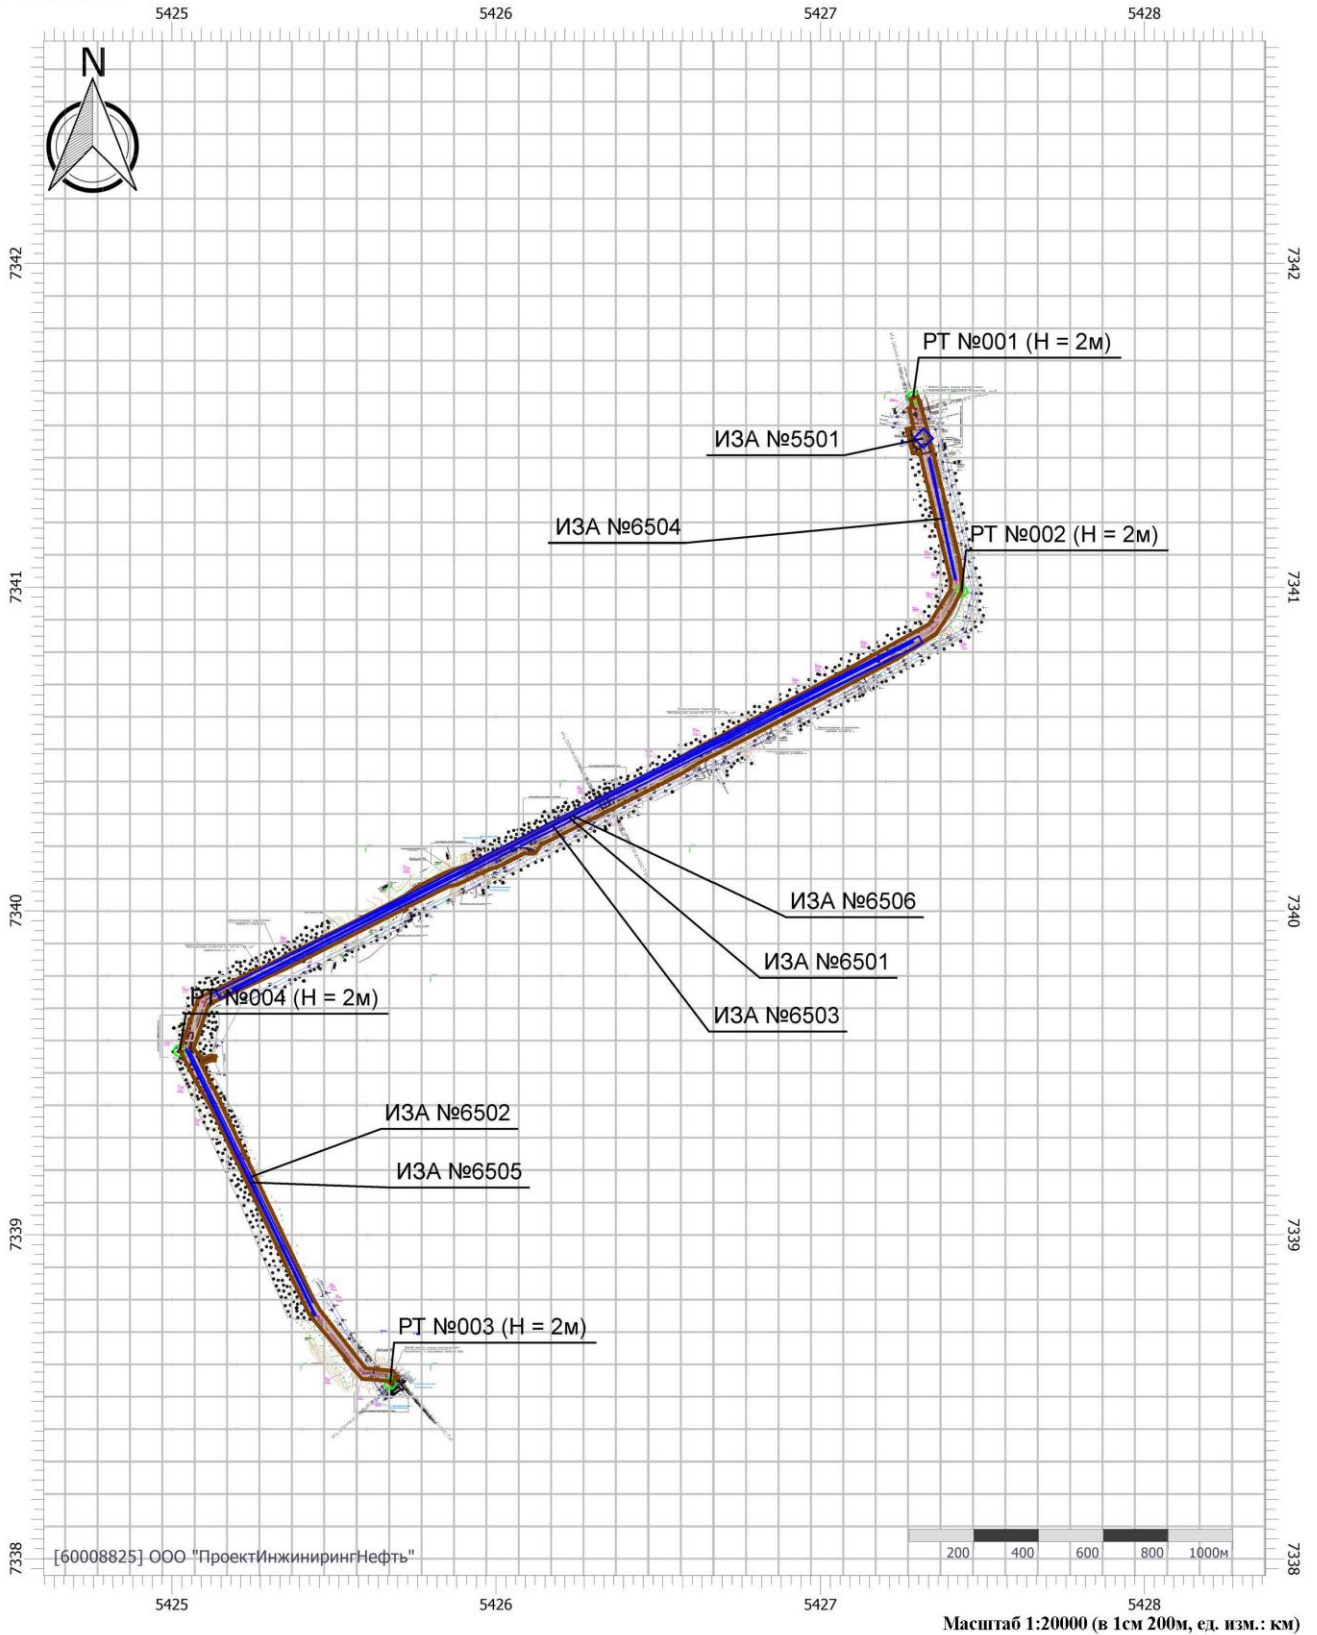 5425 5426 5427 5428
N
7342 7342
РТ №001 (Н = 2м)
ИЗА №5501
ИЗА №6504
РТ №002 (Н = 2м)
7341 7341
ИЗА №6506
7340 7340
ИЗА №6501
РТ №004 (Н = 2м)
ИЗА №6503
ИЗА №6502
ИЗА №6505
7339 7339
РТ №003 (Н = 2м)
[60008825] ООО "ПроектИнжинирингНефть"
200 400 600 800 1000м
7338 7338
5425 5426 5427 5428
Масштаб 1:20000 (в 1см 200м, ед. изм.: км)